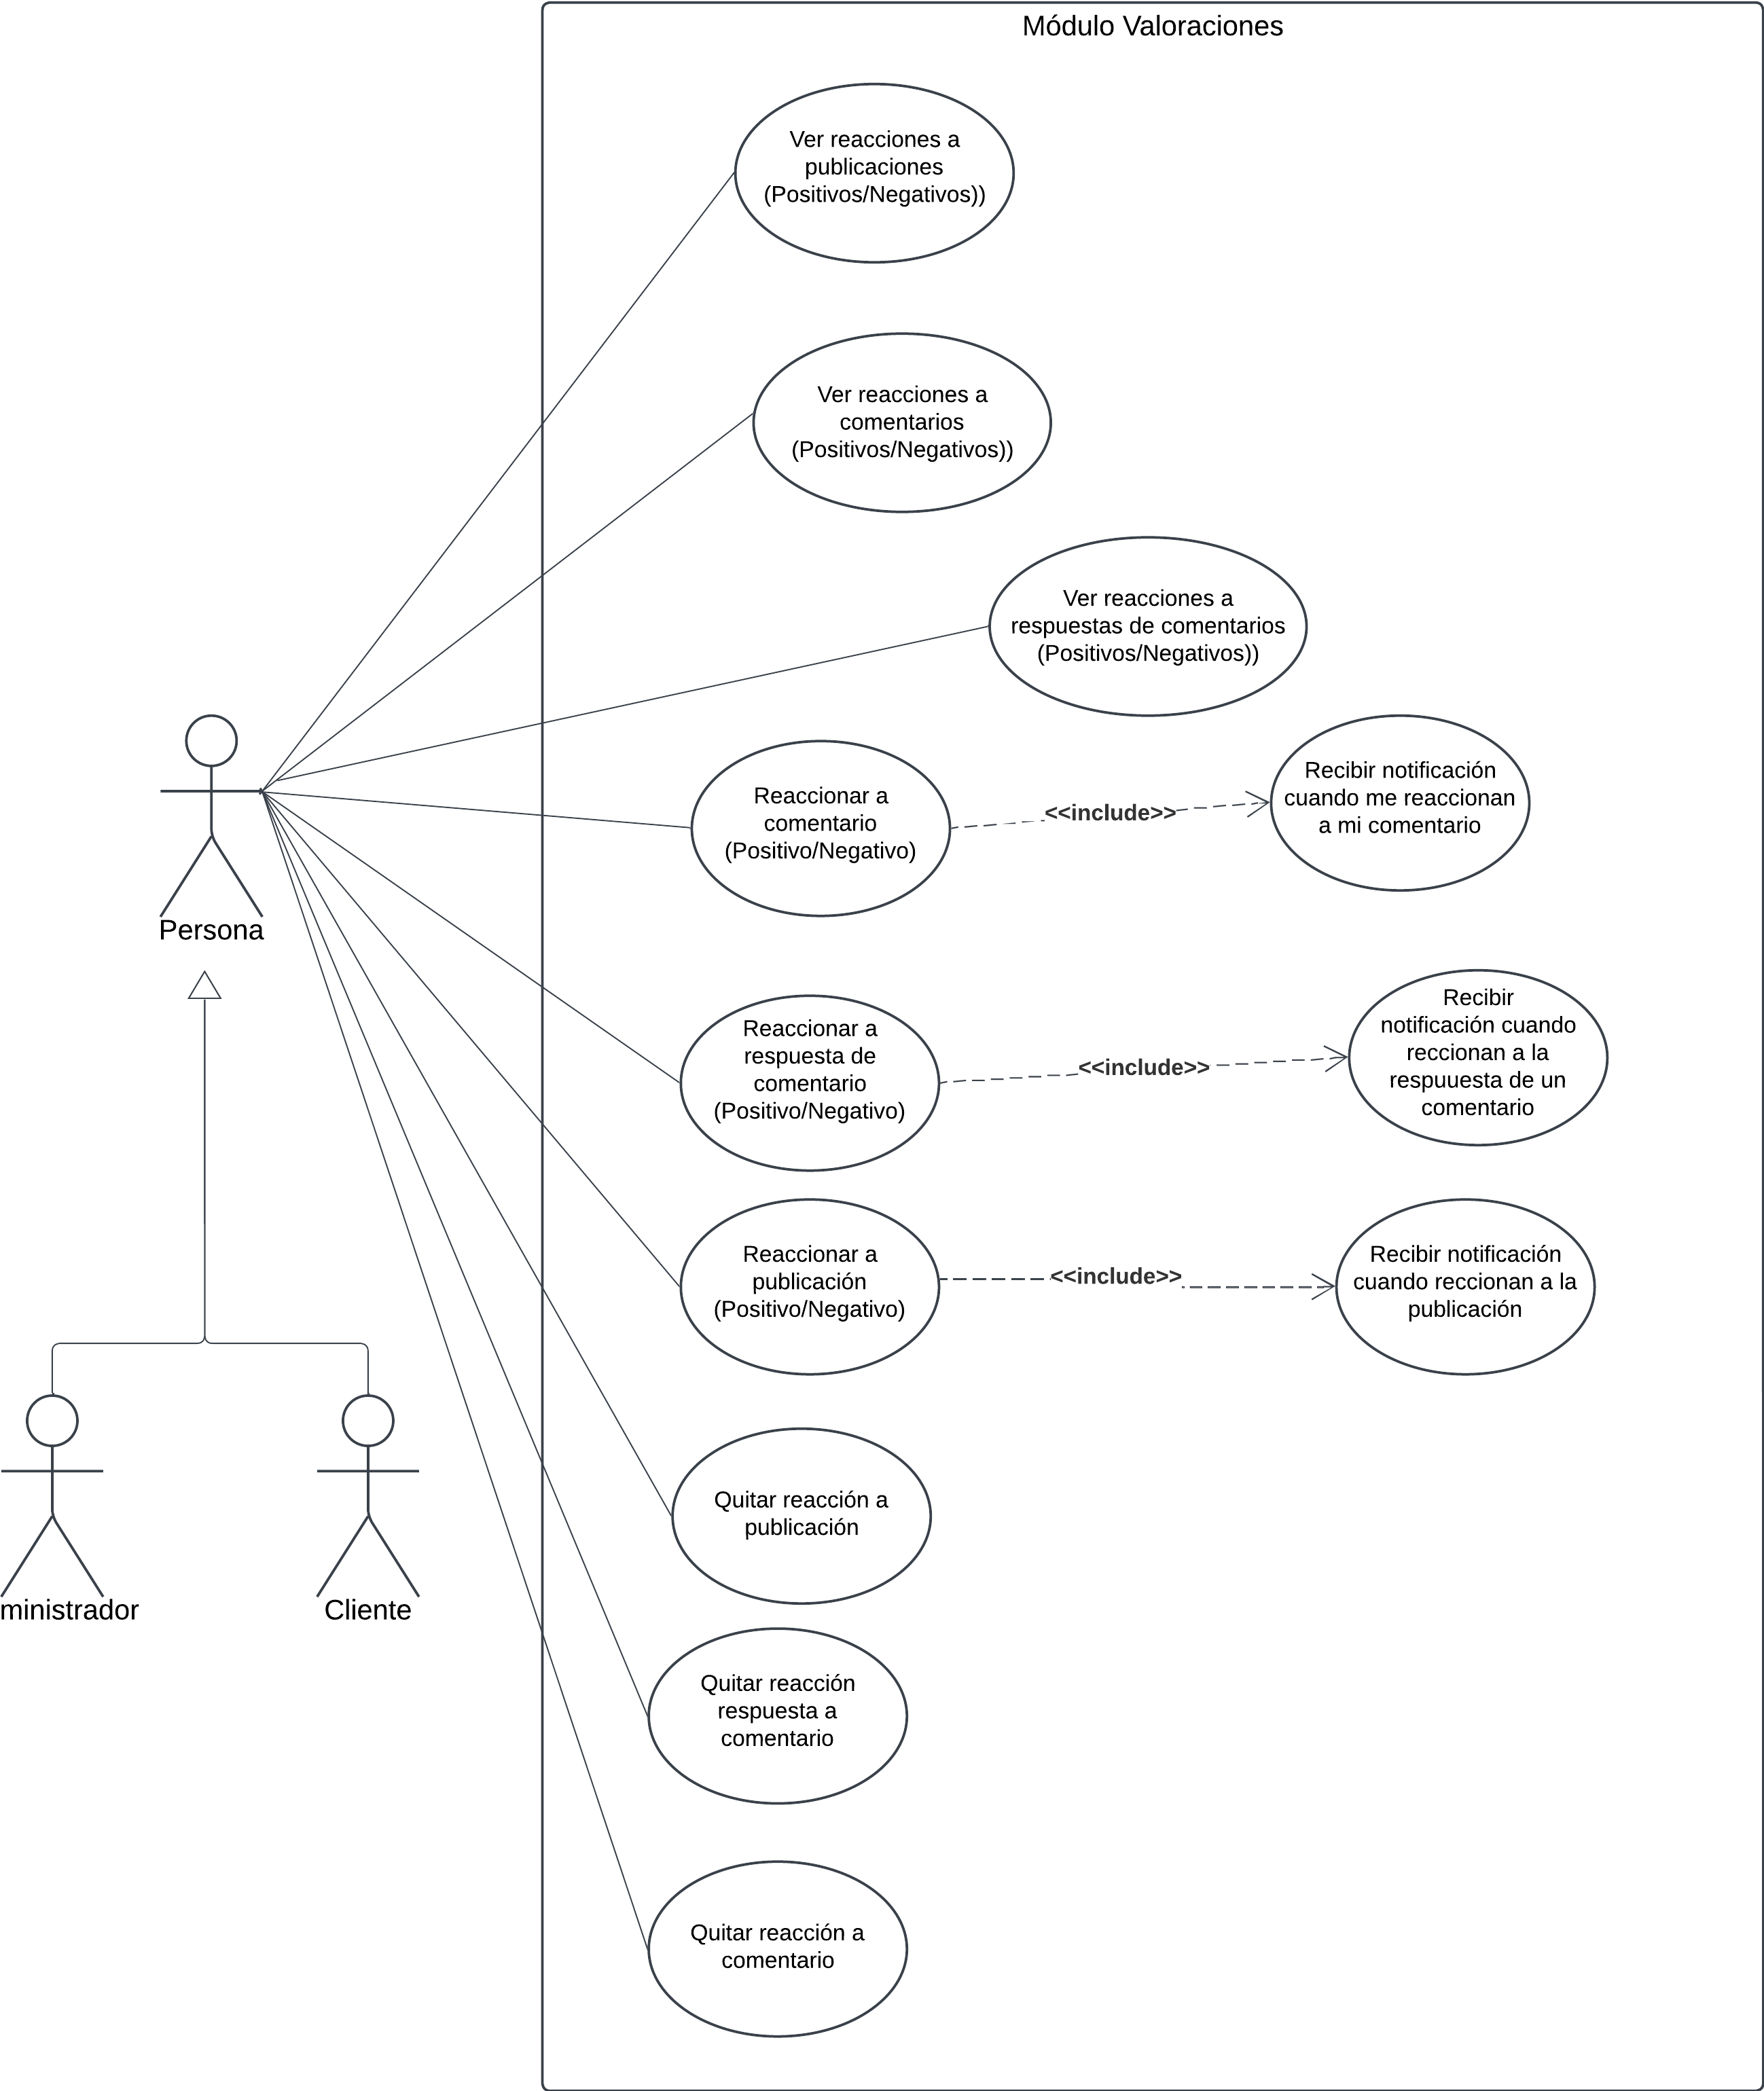 Módulo Valoraciones
Ver reacciones a
publicaciones
(Positivos/Negativos))
Ver reacciones a
comentarios
(Positivos/Negativos))
Ver reacciones a
respuestas de comentarios
(Positivos/Negativos))
Reaccionar a
comentario
(Positivo/Negativo)
<<include>>
Recibir notificación
cuando me reaccionan
a mi comentario
Persona
Reaccionar a
respuesta de
comentario
(Positivo/Negativo)
<<include>>
Recibir
notificación cuando
reccionan a la
respuuesta de un
comentario
Reaccionar a
publicación
(Positivo/Negativo)
<<include>>
Recibir notificación
cuando reccionan a la
publicación
Quitar reacción a
publicación
ministrador
Cliente
Quitar reacción
respuesta a
comentario
Quitar reacción a
comentario